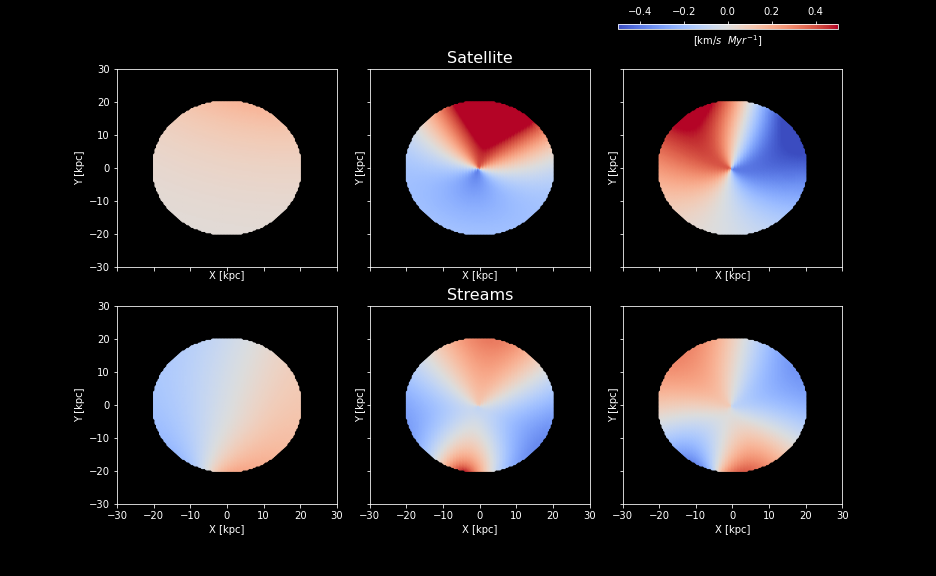 −0.4 −0.2 0.0 0.2 0.4
[km/s Myr⁻¹]
Satellite
30
20
10
0
−10
−20
−30
Y [kpc]
Y [kpc]
Y [kpc]
X [kpc]
X [kpc]
X [kpc]
Streams
30
20
10
0
−10
−20
−30
Y [kpc]
Y [kpc]
Y [kpc]
−30 −20 −10 0 10 20 30
−30 −20 −10 0 10 20 30
−30 −20 −10 0 10 20 30
X [kpc]
X [kpc]
X [kpc]